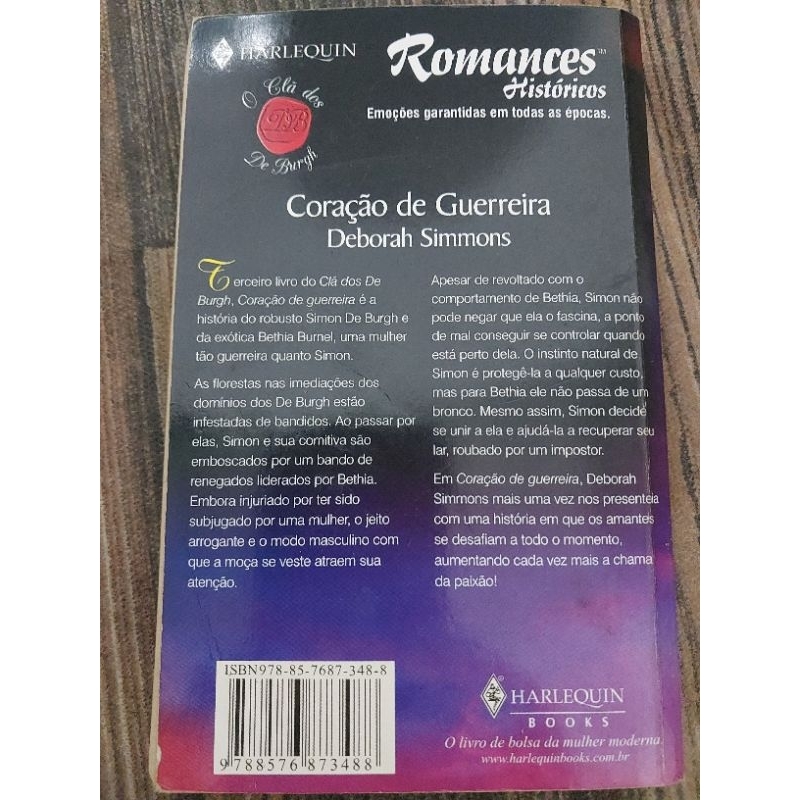 HARLEQUIN
Romances™
Históricos
Emoções garantidas em todas as épocas.
O Clã dos
DB
De Burgh
Coração de Guerreira
Deborah Simmons
Terceiro livro do Clã dos De
Burgh, Coração de guerreira é a
história do robusto Simon De Burgh e
da exótica Bethia Burnel, uma mulher
tão guerreira quanto Simon.
As florestas nas imediações dos
domínios dos De Burgh estão
infestadas de bandidos. Ao passar por
elas, Simon e sua comitiva são
emboscados por um bando de
renegados liderados por Bethia.
Embora injuriado por ter sido
subjugado por uma mulher, o jeito
arrogante e o modo masculino com
que a moça se veste atraem sua
atenção.
Apesar de revoltado com o
comportamento de Bethia, Simon não
pode negar que ela o fascina, a ponto
de mal conseguir se controlar quando
está perto dela. O instinto natural de
Simon é protegê-la a qualquer custo,
mas para Bethia ele não passa de um
bronco. Mesmo assim, Simon decide
se unir a ela e ajudá-la a recuperar seu
lar, roubado por um impostor.
Em Coração de guerreira, Deborah
Simmons mais uma vez nos presenteia
com uma história em que os amantes
se desafiam a todo o momento,
aumentando cada vez mais a chama
da paixão!
ISBN978-85-7687-348-8
9 788576 873488
HARLEQUIN
BOOKS
O livro de bolsa da mulher moderna.
www.harlequinbooks.com.br